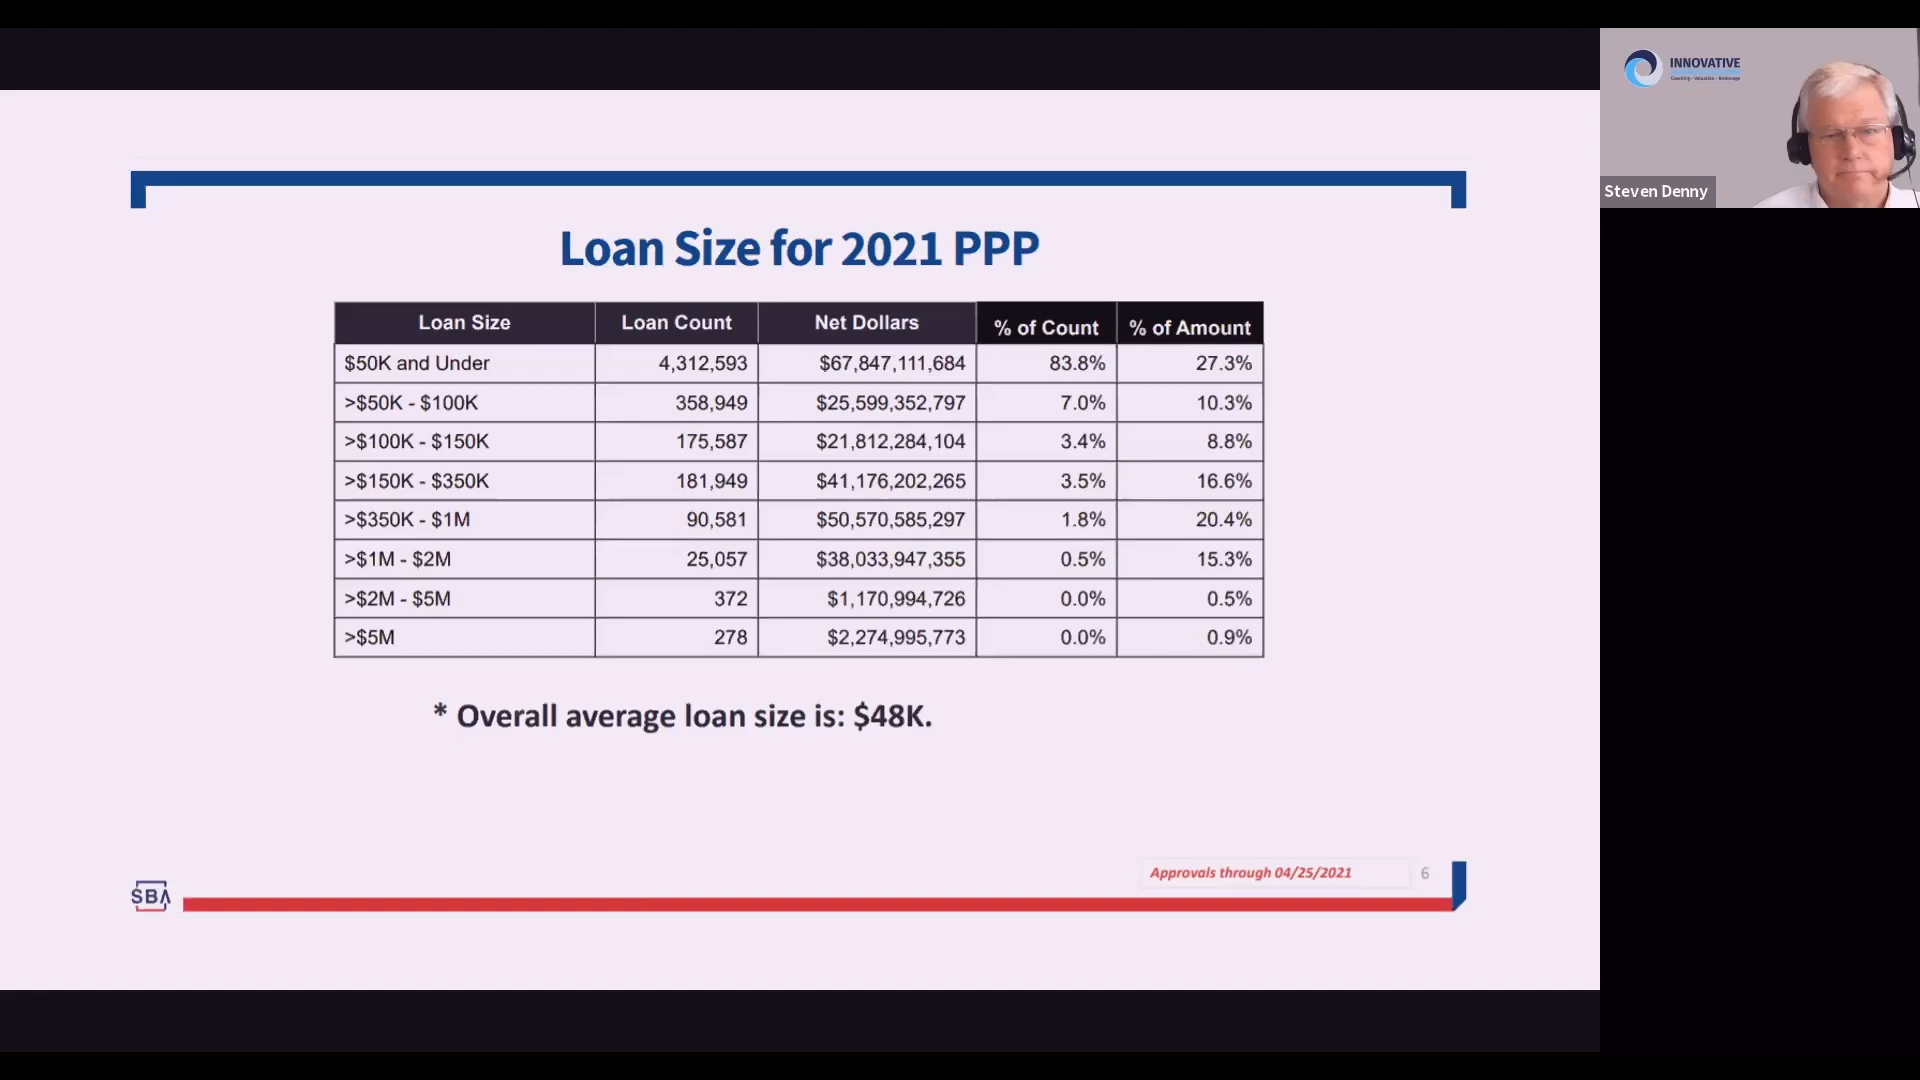 INNOVATIVE
Coaching - Valuation - Brokerage
Steven Denny
Loan Size for 2021 PPP
Loan Size Loan Count Net Dollars % of Count % of Amount
$50K and Under 4,312,593 $67,847,111,684 83.8% 27.3%
>$50K - $100K 358,949 $25,599,352,797 7.0% 10.3%
>$100K - $150K 175,587 $21,812,284,104 3.4% 8.8%
>$150K - $350K 181,949 $41,176,202,265 3.5% 16.6%
>$350K - $1M 90,581 $50,570,585,297 1.8% 20.4%
>$1M - $2M 25,057 $38,033,947,355 0.5% 15.3%
>$2M - $5M 372 $1,170,994,726 0.0% 0.5%
>$5M 278 $2,274,995,773 0.0% 0.9%
* Overall average loan size is: $48K.
Approvals through 04/25/2021 6
SBA